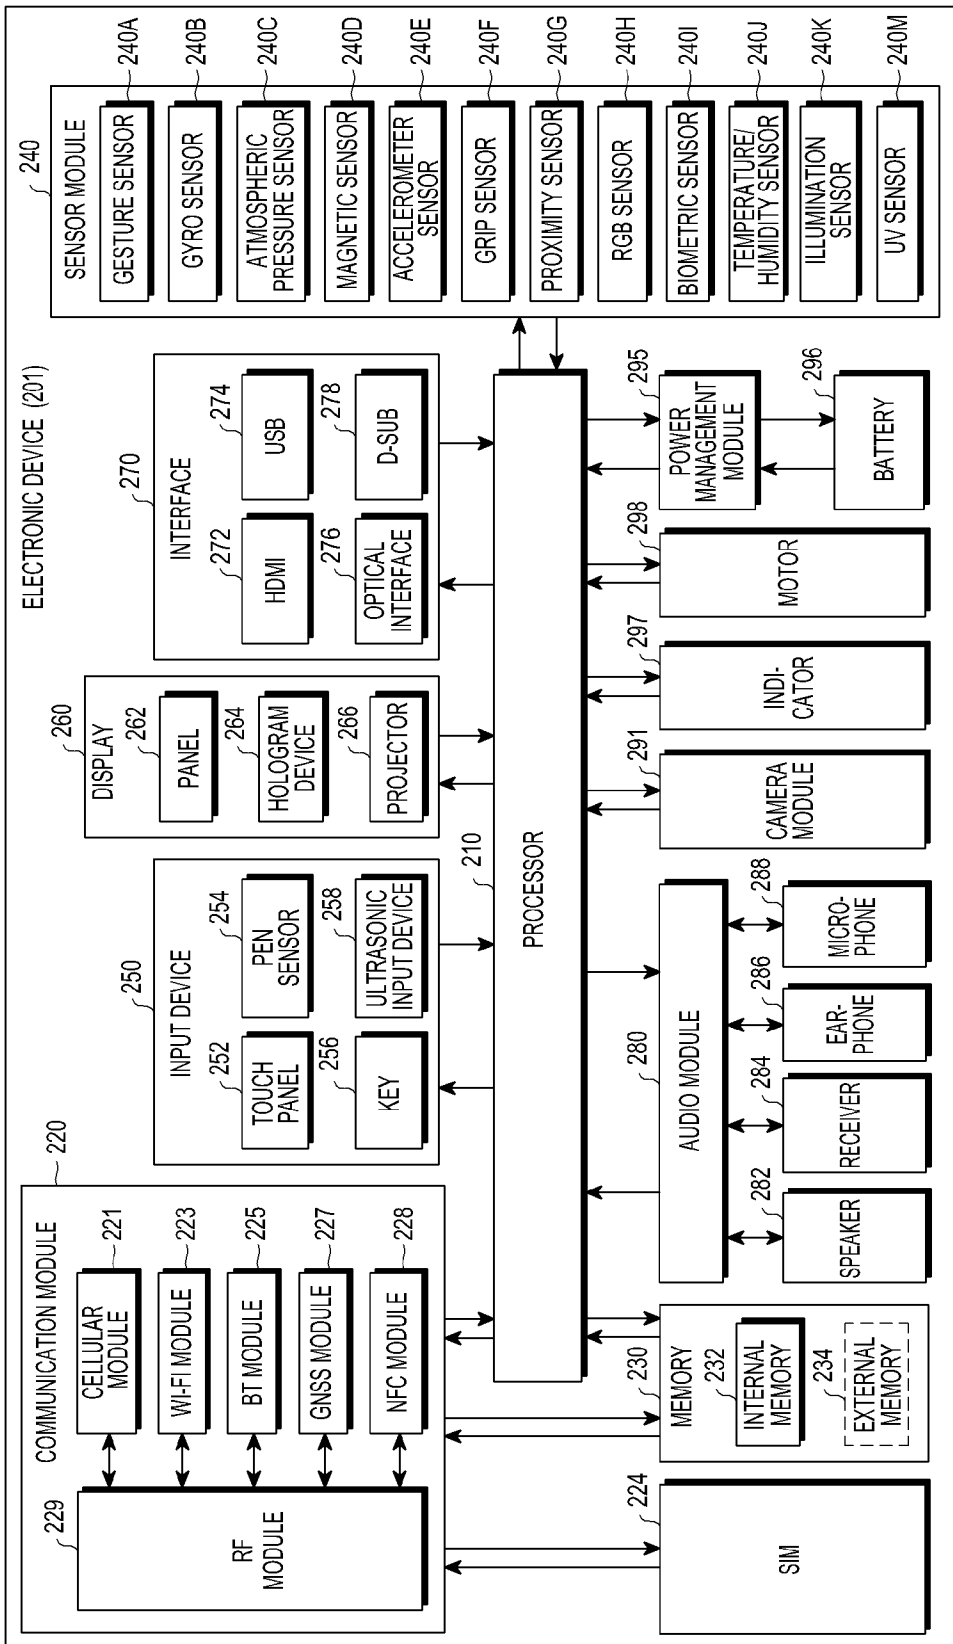 ELECTRONIC DEVICE (201)
COMMUNICATION MODULE
220
CELLULAR
MODULE
221
WI-FI MODULE
223
BT MODULE
225
GNSS MODULE
227
NFC MODULE
228
229
RF
MODULE
INPUT DEVICE
250
252
TOUCH
PANEL
254
PEN
SENSOR
256
KEY
258
ULTRASONIC
INPUT DEVICE
DISPLAY
260
262
PANEL
264
HOLOGRAM
DEVICE
266
PROJECTOR
INTERFACE
270
272
HDMI
274
USB
276
OPTICAL
INTERFACE
278
D-SUB
240
SENSOR MODULE
GESTURE SENSOR
240A
GYRO SENSOR
240B
ATMOSPHERIC
PRESSURE SENSOR
240C
MAGNETIC SENSOR
240D
ACCELEROMETER
SENSOR
240E
GRIP SENSOR
240F
PROXIMITY SENSOR
240G
RGB SENSOR
240H
BIOMETRIC SENSOR
240I
TEMPERATURE/
HUMIDITY SENSOR
240J
ILLUMINATION
SENSOR
240K
UV SENSOR
240M
210
PROCESSOR
224
SIM
230
MEMORY
232
INTERNAL
MEMORY
234
EXTERNAL
MEMORY
280
AUDIO MODULE
282
SPEAKER
284
RECEIVER
286
EAR-
PHONE
288
MICRO-
PHONE
291
CAMERA
MODULE
297
INDI-
CATOR
298
MOTOR
295
POWER
MANAGEMENT
MODULE
296
BATTERY